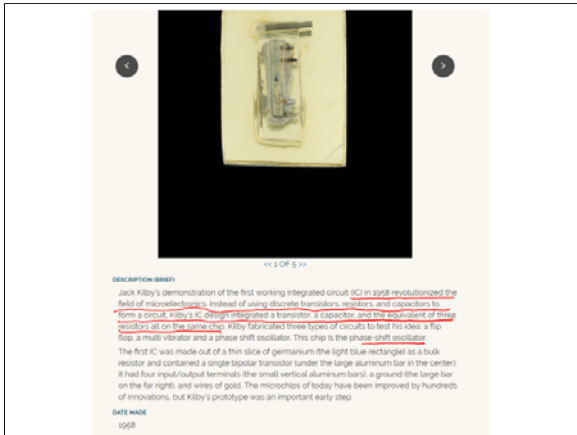 << 1 OF 5 >>
DESCRIPTION (BRIEF)
Jack Kilby's demonstration of the first working integrated circuit (IC) in 1958 revolutionized the
field of microelectronics. Instead of using discrete transistors, resistors, and capacitors to
form a circuit, Kilby's IC design integrated a transistor, a capacitor, and the equivalent of three
resistors all on the same chip. Kilby fabricated three types of circuits to test his idea: a flip
flop, a multi vibrator and a phase shift oscillator. This chip is the phase-shift oscillator.
The first IC was made out of a thin slice of germanium (the light blue rectangle) as a bulk
resistor and contained a single bipolar transistor (under the large aluminum bar in the center).
It had four input/output terminals (the small vertical aluminum bars), a ground (the large bar
on the far right), and wires of gold. The microchips of today have been improved by hundreds
of innovations, but Kilby's prototype was an important early step.
DATE MADE
1958